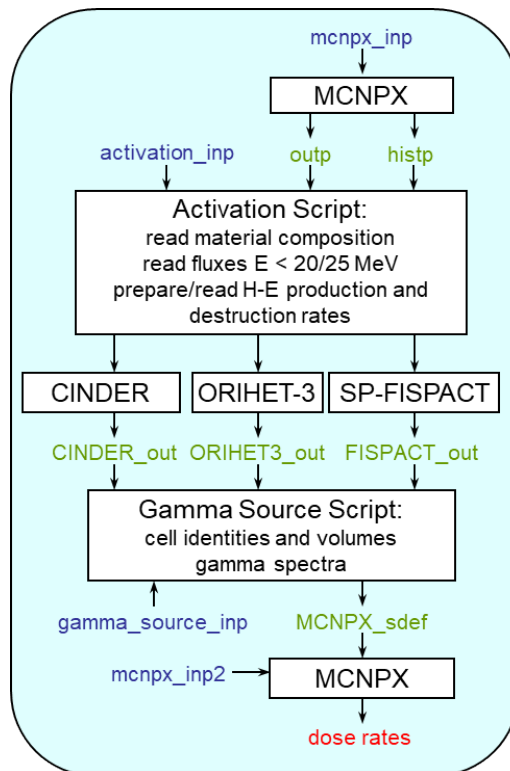 mcnpx_inp
MCNPX
activation_inp outp histp
Activation Script:
read material composition
read fluxes E < 20/25 MeV
prepare/read H-E production and
destruction rates
CINDER ORIHET-3 SP-FISPACT
CINDER_out ORIHET3_out FISPACT_out
Gamma Source Script:
cell identities and volumes
gamma spectra
gamma_source_inp MCNPX_sdef
mcnpx_inp2 MCNPX
dose rates